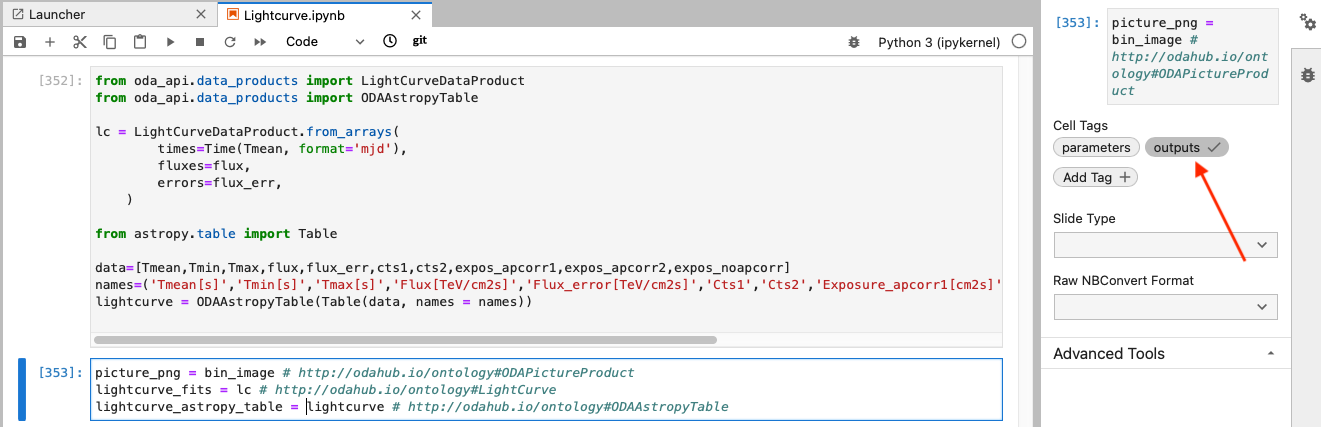 Launcher
Lightcurve.ipynb
Code
git
Python 3 (ipykernel)
[352]:
from oda_api.data_products import LightCurveDataProduct
from oda_api.data_products import ODAAstropyTable
lc = LightCurveDataProduct.from_arrays(
times=Time(Tmean, format='mjd'),
fluxes=flux,
errors=flux_err,
)
from astropy.table import Table
data=[Tmean,Tmin,Tmax,flux,flux_err,cts1,cts2,expos_apcorr1,expos_apcorr2,expos_noapcorr]
names=('Tmean[s]','Tmin[s]','Tmax[s]','Flux[TeV/cm2s]','Flux_error[TeV/cm2s]','Cts1','Cts2','Exposure_apcorr1[cm2s]'
lightcurve = ODAAstropyTable(Table(data, names = names))
[353]:
picture_png = bin_image # http://odahub.io/ontology#ODAPictureProduct
lightcurve_fits = lc # http://odahub.io/ontology#LightCurve
lightcurve_astropy_table = lightcurve # http://odahub.io/ontology#ODAAstropyTable
[353]:
picture_png =
bin_image #
http://odahub.io/ont
ology#ODAPictureProd
uct
Cell Tags
parameters
outputs
Add Tag
Slide Type
Raw NBConvert Format
Advanced Tools